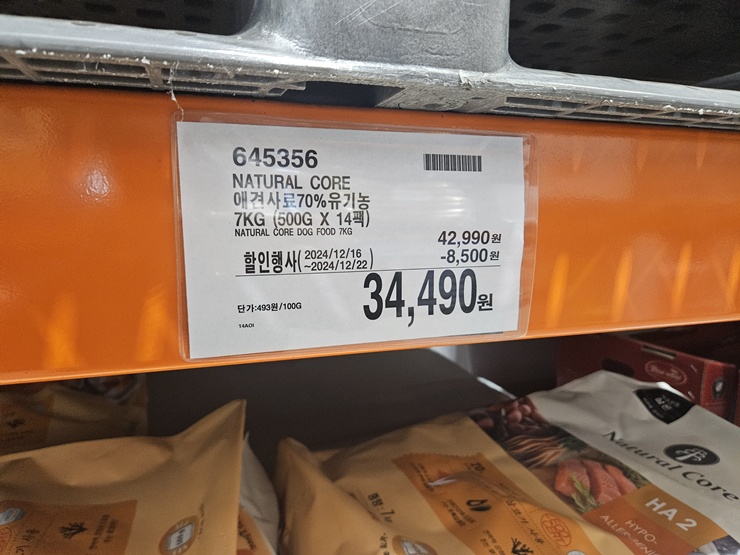 645356
NATURAL CORE
애견사료70%유기농
7KG (500G X 14팩)
NATURAL CORE DOG FOOD 7KG
42,990원
-8,500원
할인행사(2024/12/16
~2024/12/22)
34,490원
단가:493원/100G
14AOI
Natural Core
HA 2
HYPO-